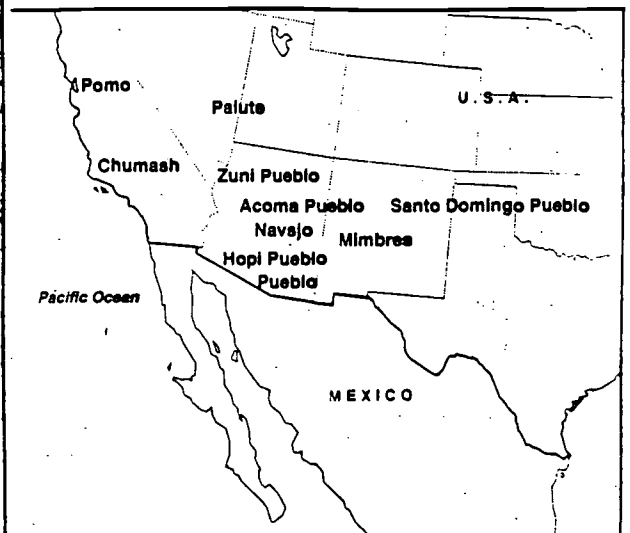 Pomo
U.S.A.
Paiute
Chumash
Zuni Pueblo
Acoma Pueblo
Santo Domingo Pueblo
Navajo
Mimbres
Hopi Pueblo
Pueblo
Pacific Ocean
MEXICO